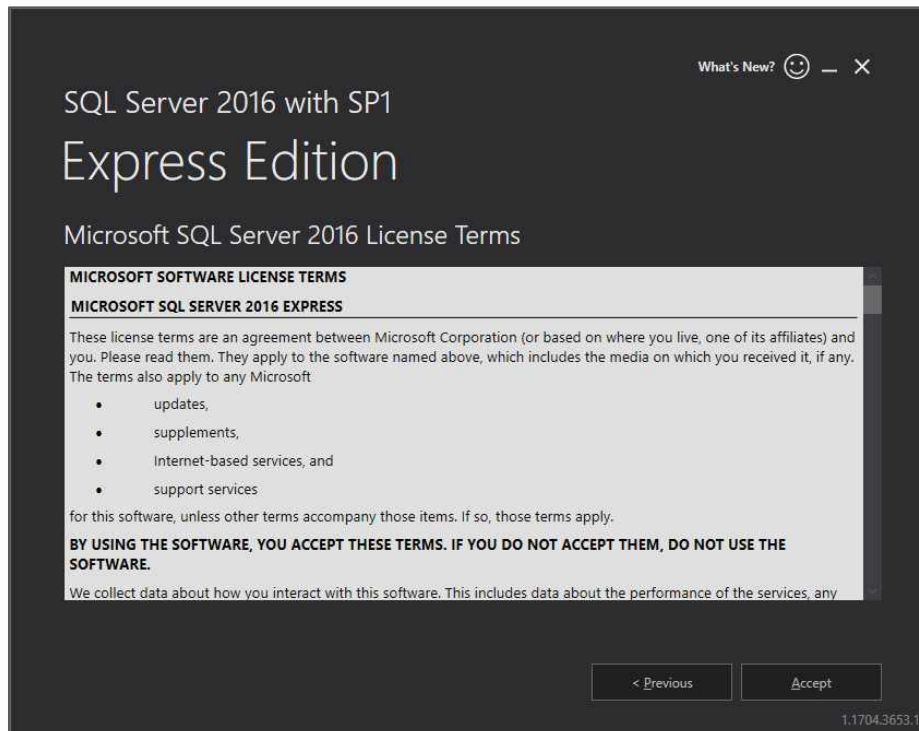 What's New?
SQL Server 2016 with SP1
Express Edition
Microsoft SQL Server 2016 License Terms
MICROSOFT SOFTWARE LICENSE TERMS
MICROSOFT SQL SERVER 2016 EXPRESS
These license terms are an agreement between Microsoft Corporation (or based on where you live, one of its affiliates) and
you. Please read them. They apply to the software named above, which includes the media on which you received it, if any.
The terms also apply to any Microsoft
• updates,
• supplements,
• Internet-based services, and
• support services
for this software, unless other terms accompany those items. If so, those terms apply.
BY USING THE SOFTWARE, YOU ACCEPT THESE TERMS. IF YOU DO NOT ACCEPT THEM, DO NOT USE THE
SOFTWARE.
We collect data about how you interact with this software. This includes data about the performance of the services, any
< Previous
Accept
1.1704.3653.1